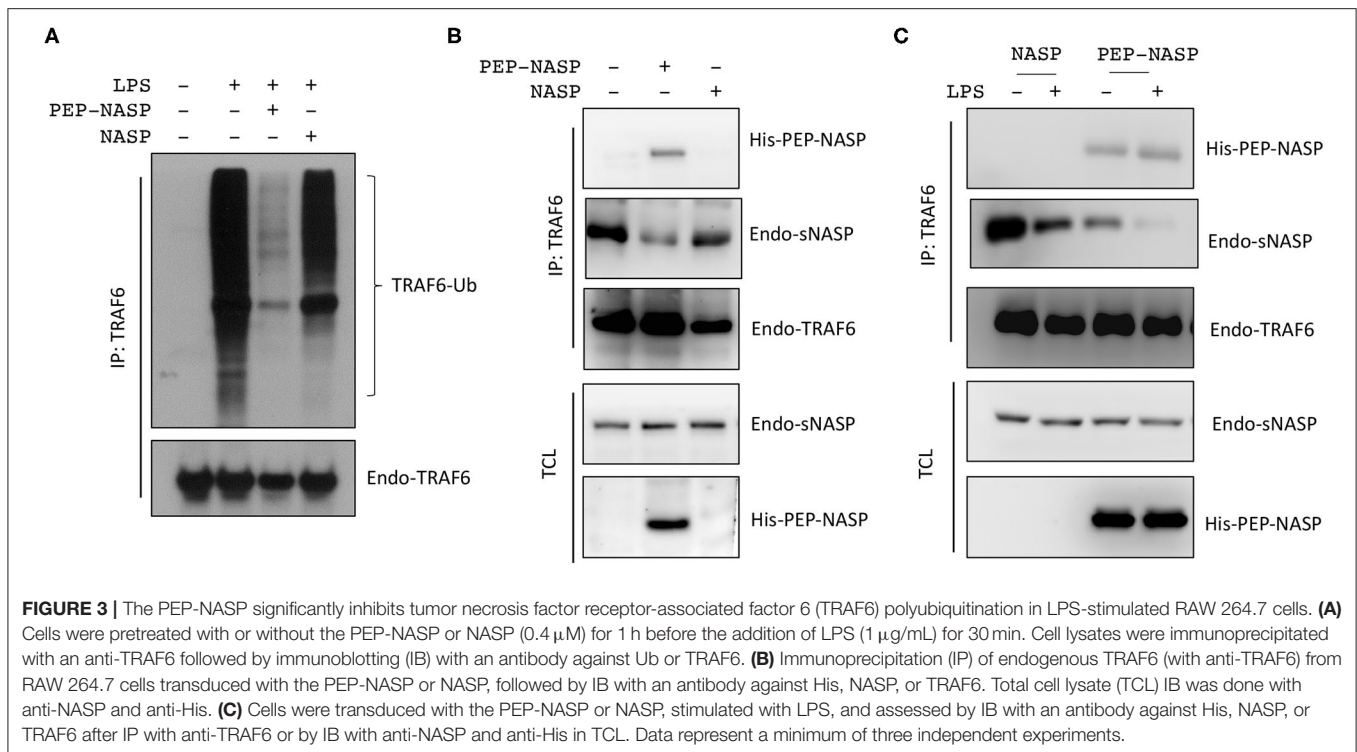 A
LPS - + + +
PEP-NASP - - + -
NASP - - - +
IP: TRAF6
TRAF6-Ub
Endo-TRAF6
B
PEP-NASP - + -
NASP - - +
IP: TRAF6
His-PEP-NASP
Endo-sNASP
Endo-TRAF6
TCL
Endo-sNASP
His-PEP-NASP
C
NASP PEP-NASP
LPS - + - +
IP: TRAF6
His-PEP-NASP
Endo-sNASP
Endo-TRAF6
TCL
Endo-sNASP
His-PEP-NASP
FIGURE 3 | The PEP-NASP significantly inhibits tumor necrosis factor receptor-associated factor 6 (TRAF6) polyubiquitination in LPS-stimulated RAW 264.7 cells. (A)
Cells were pretreated with or without the PEP-NASP or NASP (0.4 μM) for 1 h before the addition of LPS (1 μg/mL) for 30 min. Cell lysates were immunoprecipitated
with an anti-TRAF6 followed by immunoblotting (IB) with an antibody against Ub or TRAF6. (B) Immunoprecipitation (IP) of endogenous TRAF6 (with anti-TRAF6) from
RAW 264.7 cells transduced with the PEP-NASP or NASP, followed by IB with an antibody against His, NASP, or TRAF6. Total cell lysate (TCL) IB was done with
anti-NASP and anti-His. (C) Cells were transduced with the PEP-NASP or NASP, stimulated with LPS, and assessed by IB with an antibody against His, NASP, or
TRAF6 after IP with anti-TRAF6 or by IB with anti-NASP and anti-His in TCL. Data represent a minimum of three independent experiments.